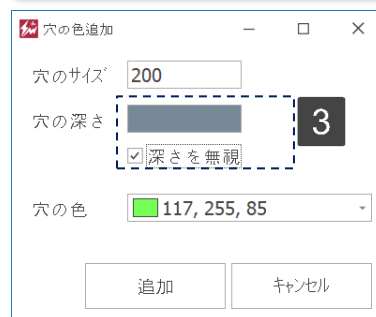 穴の色追加
穴のサイズ 200
穴の深さ
3
深さを無視
穴の色 117, 255, 85
追加 キャンセル